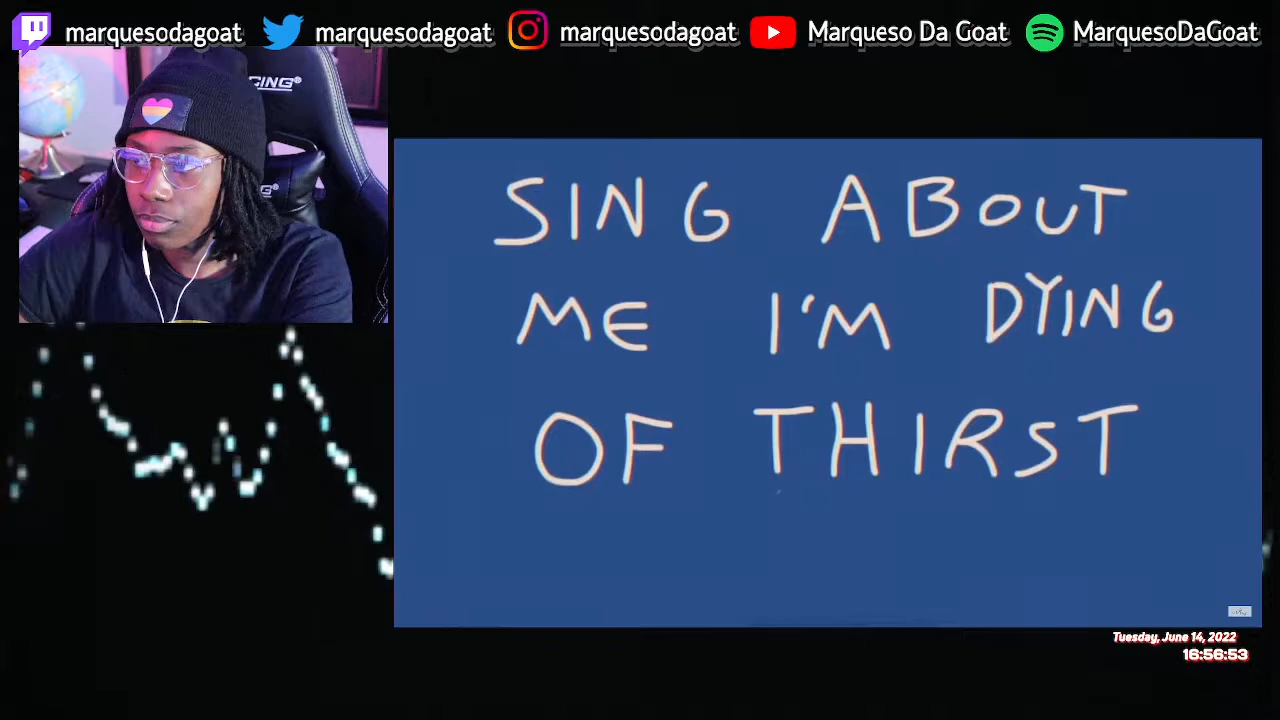 marquesodagoat marquesodagoat marquesodagoat Marqueso Da Goat MarquesoDaGoat
SING ABOUT
ME I'M DYING
OF THIRST
Tuesday, June 14, 2022
16:56:53